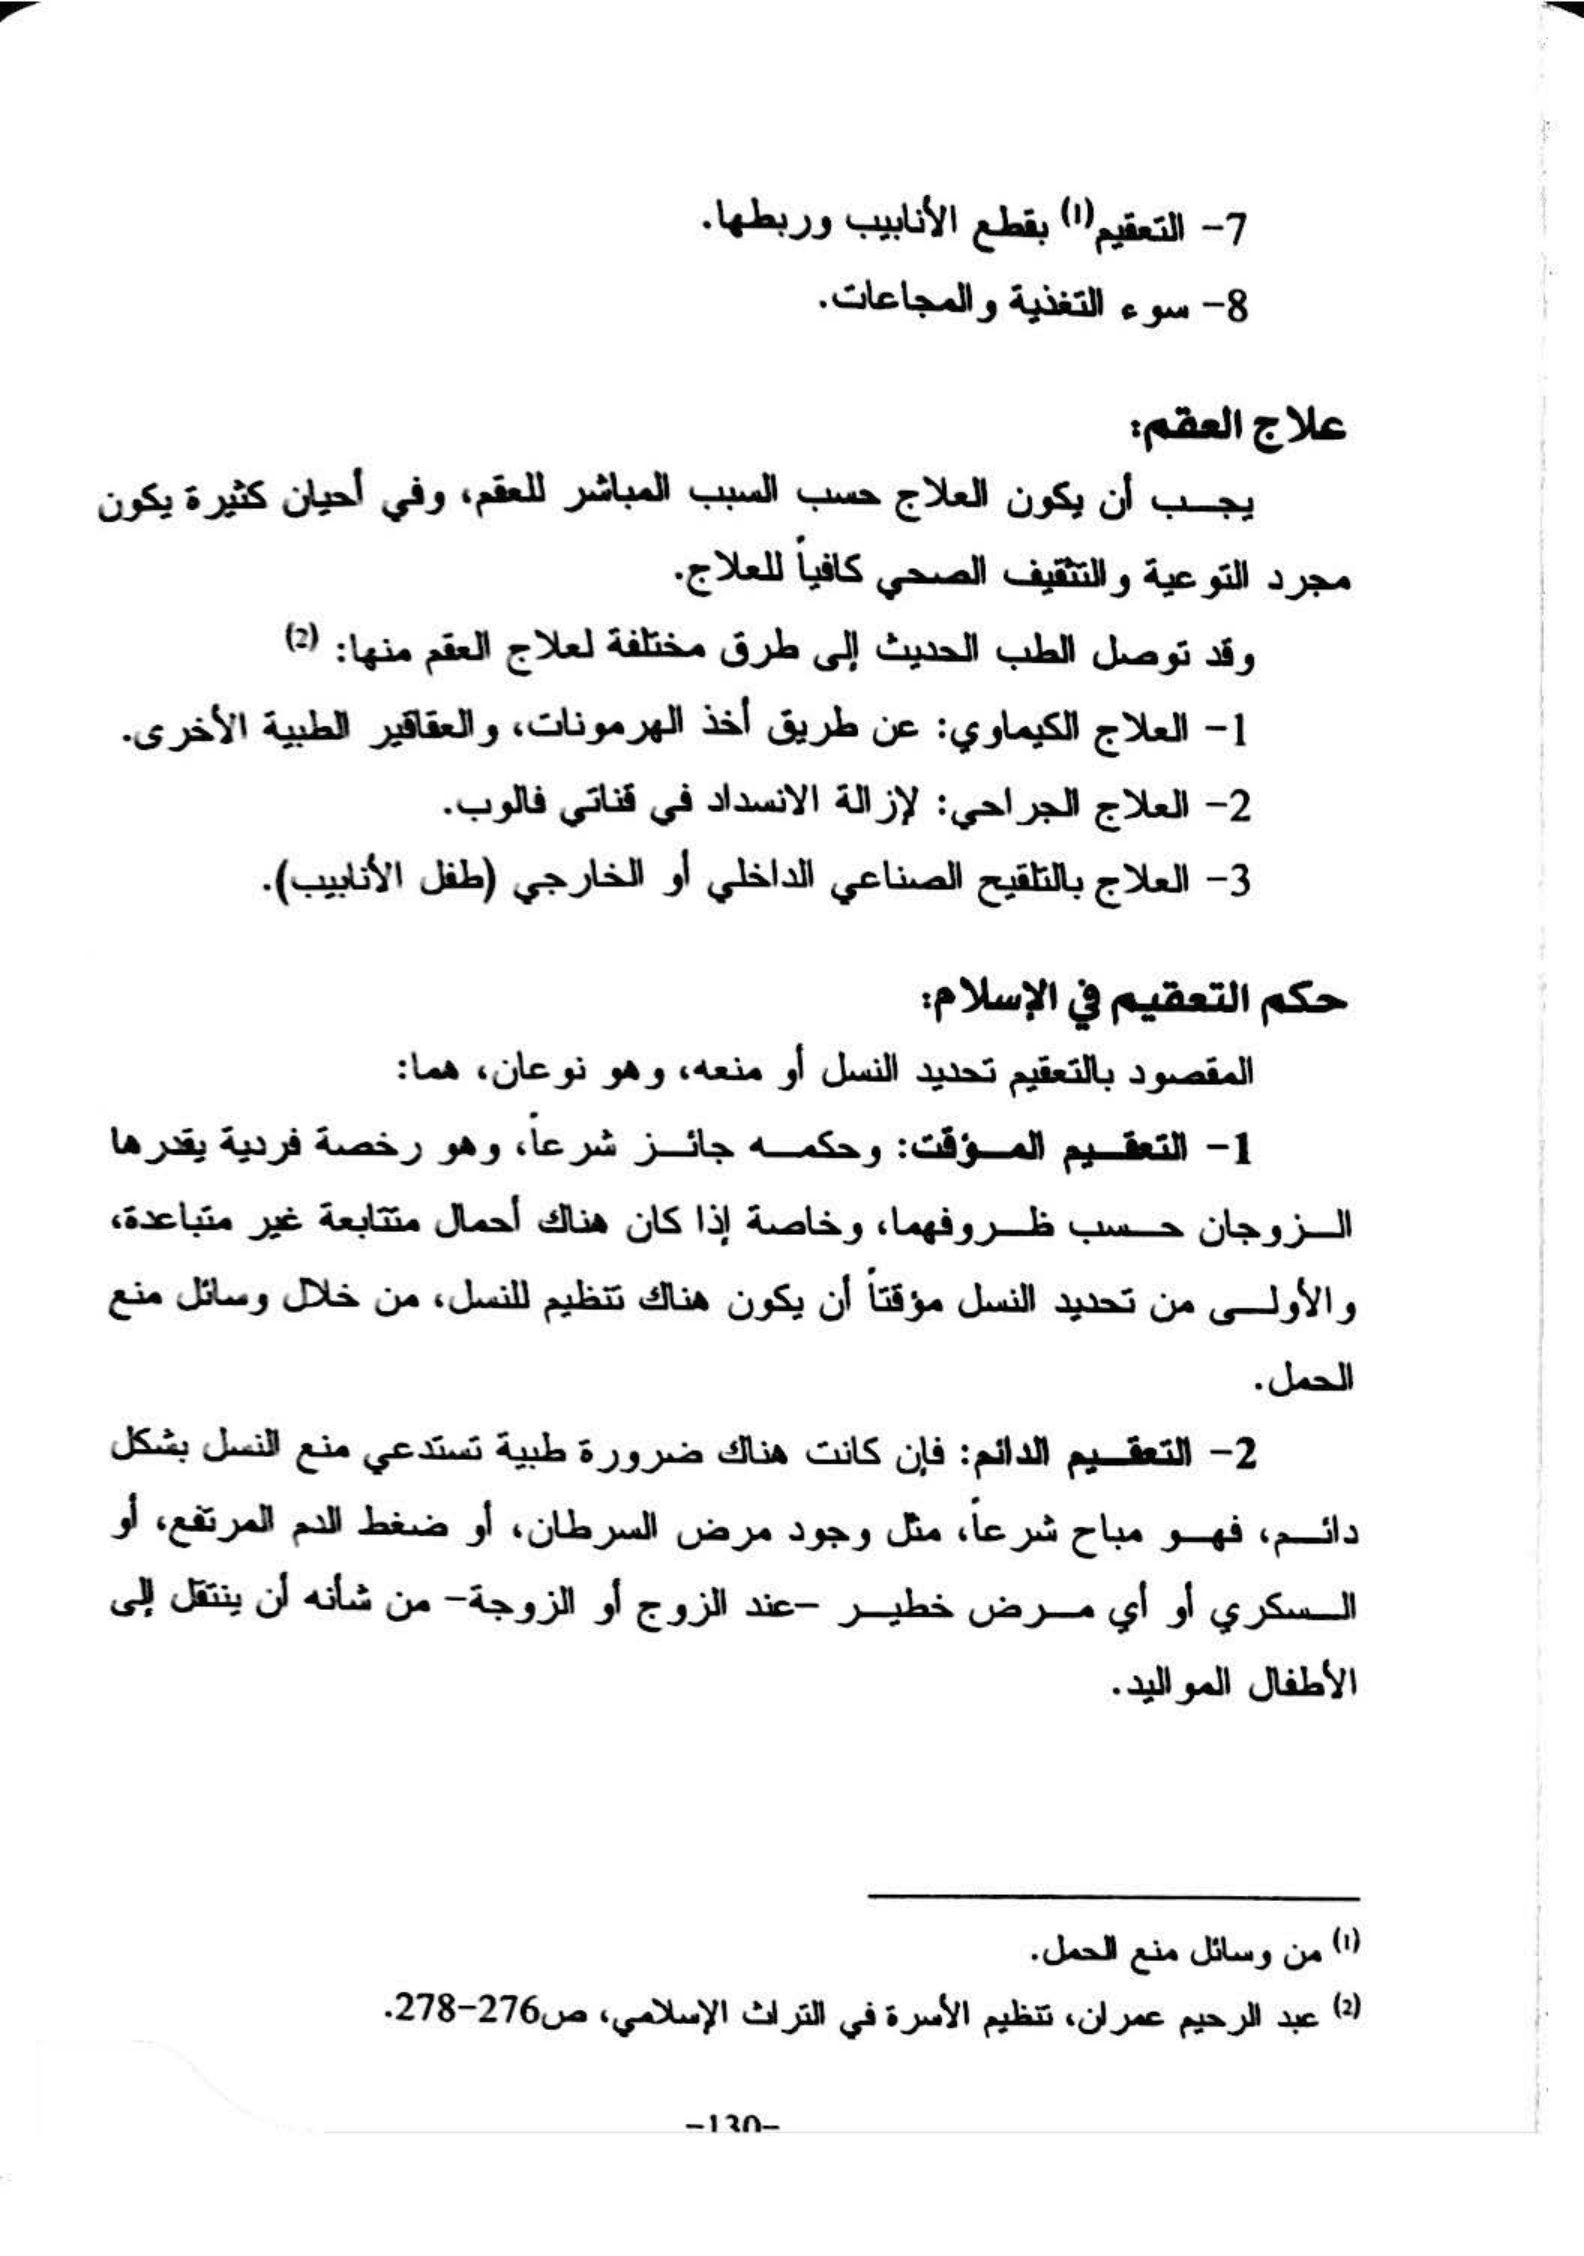 7- التعقيم(1) بقطع الأنابيب وربطها.
8- سوء التغذية والمجاعات.
علاج العقم:
يجب أن يكون العلاج حسب السبب المباشر للعقم، وفي أحيان كثيرة يكون
مجرد التوعية والتثقيف الصحي كافياً للعلاج.
وقد توصل الطب الحديث إلى طرق مختلفة لعلاج العقم منها: (2)
1- العلاج الكيماوي: عن طريق أخذ الهرمونات، والعقاقير الطبية الأخرى.
2- العلاج الجراحي: لإزالة الانسداد في قناتي فالوب.
3- العلاج بالتلقيح الصناعي الداخلي أو الخارجي (طفل الأنابيب).
حكم التعقيم في الإسلام:
المقصود بالتعقيم تحديد النسل أو منعه، وهو نوعان، هما:
1- التعقيم المؤقت: وحكمه جائز شرعاً، وهو رخصة فردية يقدرها
الزوجان حسب ظروفهما، وخاصة إذا كان هناك أحمال متتابعة غير متباعدة،
والأولى من تحديد النسل مؤقتاً أن يكون هناك تنظيم للنسل، من خلال وسائل منع
الحمل.
2- التعقيم الدائم: فإن كانت هناك ضرورة طبية تستدعي منع النسل بشكل
دائم، فهو مباح شرعاً، مثل وجود مرض السرطان، أو ضغط الدم المرتفع، أو
السكري أو أي مرض خطير -عند الزوج أو الزوجة- من شأنه أن ينتقل إلى
الأطفال المواليد.
(1) من وسائل منع الحمل.
(2) عبد الرحيم عمران، تنظيم الأسرة في التراث الإسلامي، ص276-278.
-130-